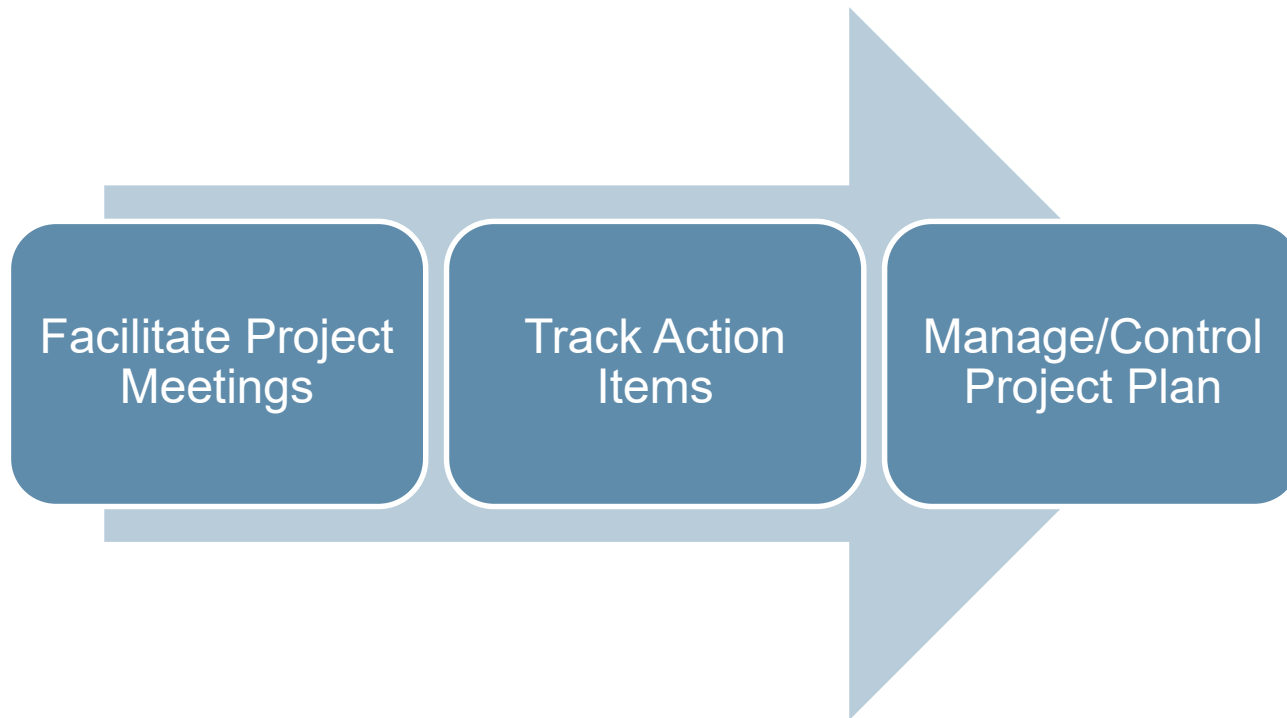 Facilitate Project
Meetings
Track Action
Items
Manage/Control
Project Plan